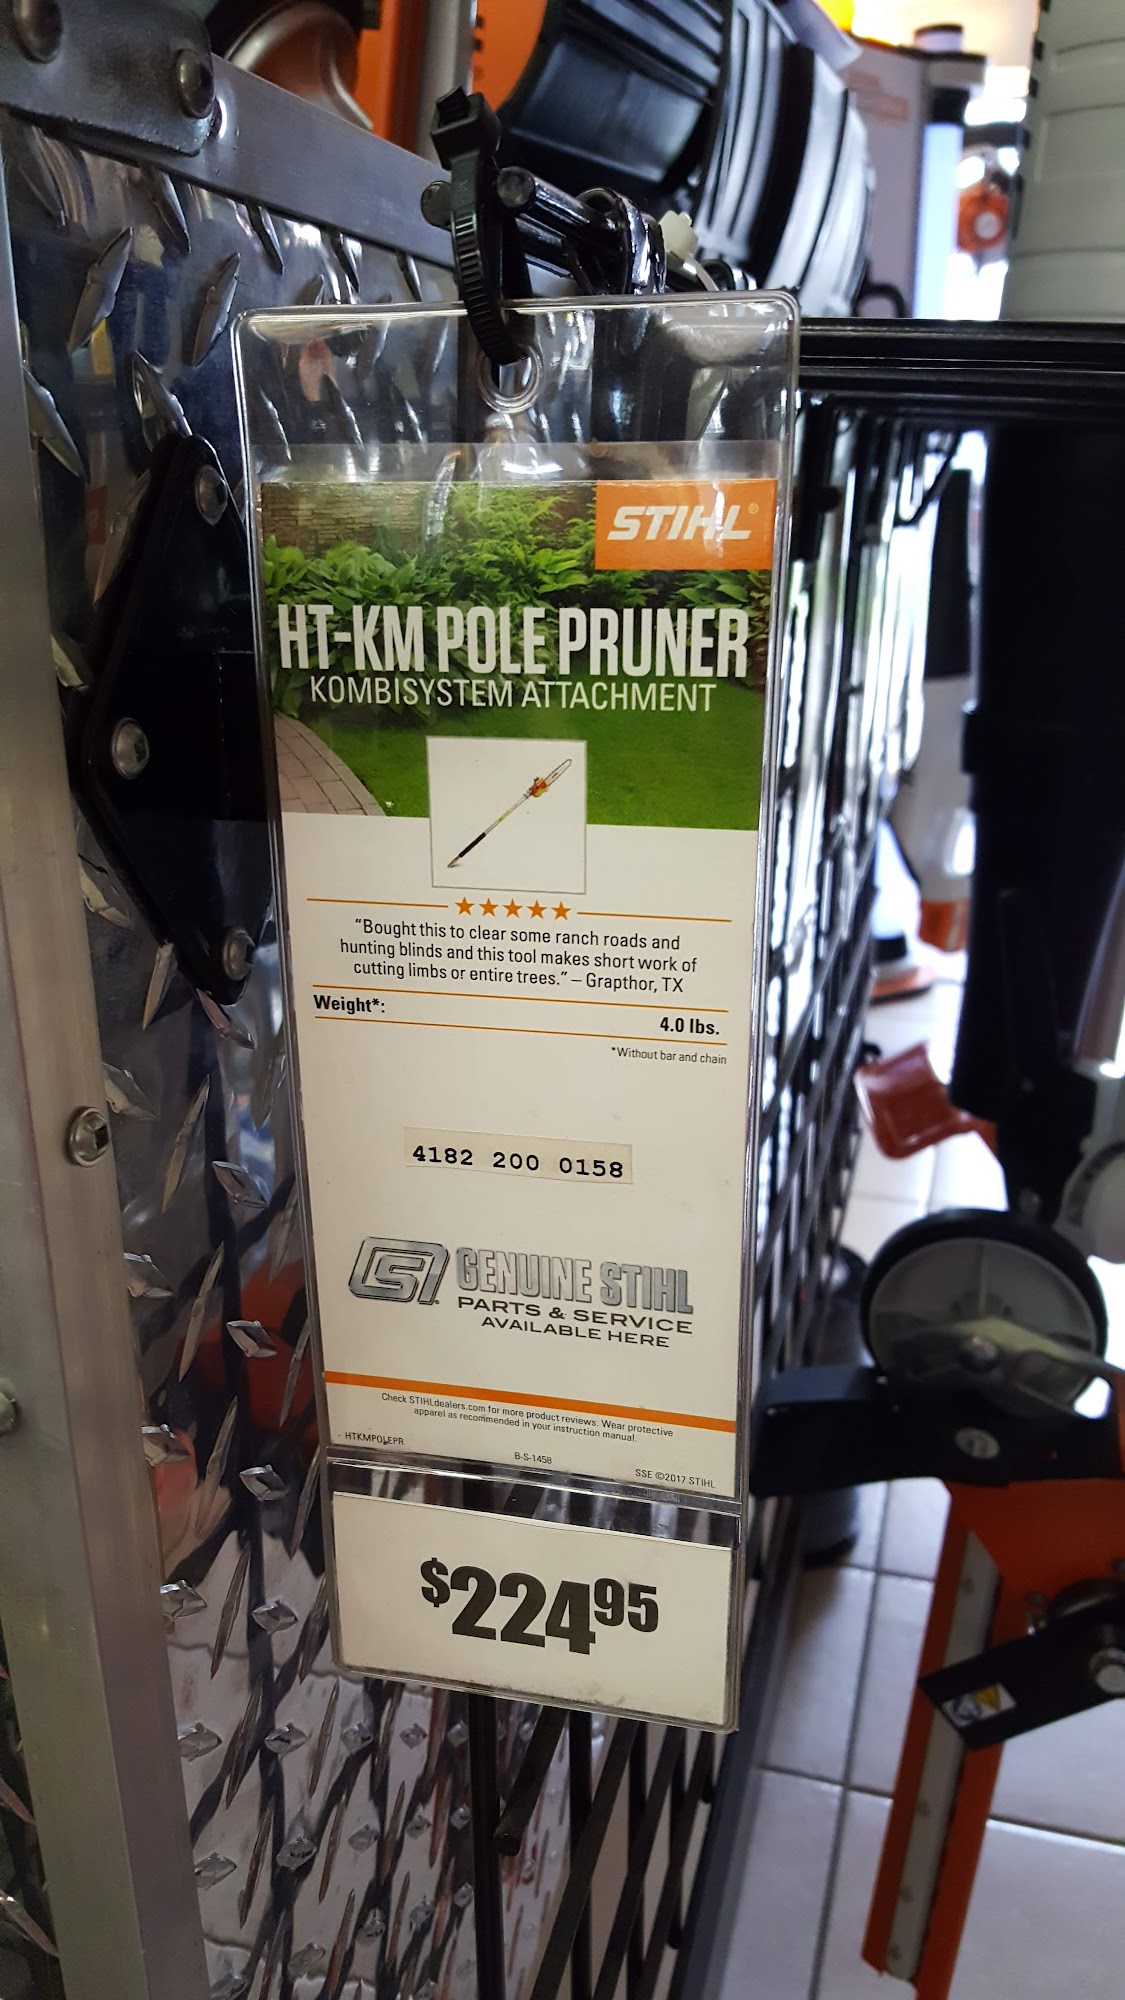 STIHL®
HT-KM POLE PRUNER
KOMBISYSTEM ATTACHMENT
"Bought this to clear some ranch roads and
hunting blinds and this tool makes short work of
cutting limbs or entire trees." – Grapthor, TX
Weight*:
4.0 lbs.
*Without bar and chain
4182 200 0158
GENUINE STIHL
PARTS & SERVICE
AVAILABLE HERE
Check STIHLdealers.com for more product reviews. Wear protective
apparel as recommended in your instruction manual.
- HTKMPOLEPR
B-S-1458
SSE ©2017 STIHL
$22495